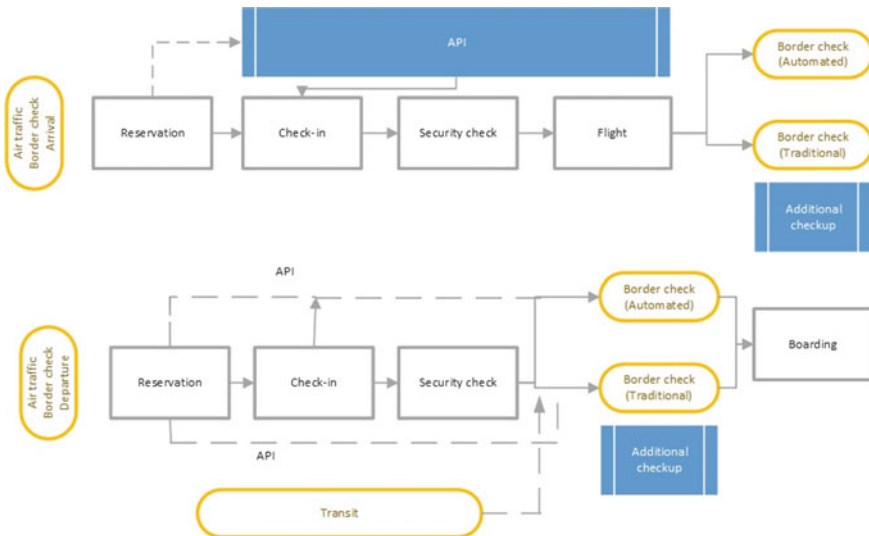 API
Border check
(Automated)
Air traffic
Border check
Arrival
Reservation
Check-in
Security check
Flight
Border check
(Traditional)
Additional
checkup
API
Border check
(Automated)
Air traffic
Border check
Departure
Reservation
Check-in
Security check
Border check
(Traditional)
Boarding
API
Additional
checkup
Transit